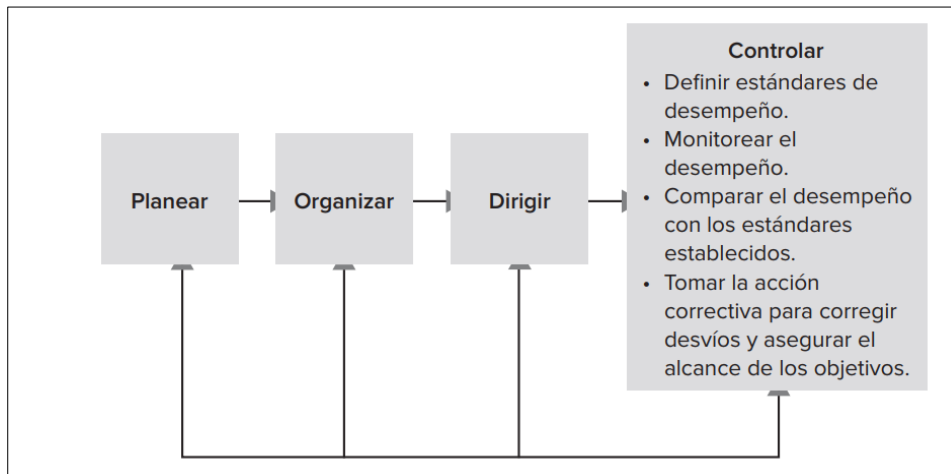 Planear
Organizar
Dirigir
Controlar
• Definir estándares de
desempeño.
• Monitorear el
desempeño.
• Comparar el desempeño
con los estándares
establecidos.
• Tomar la acción
correctiva para corregir
desvíos y asegurar el
alcance de los objetivos.